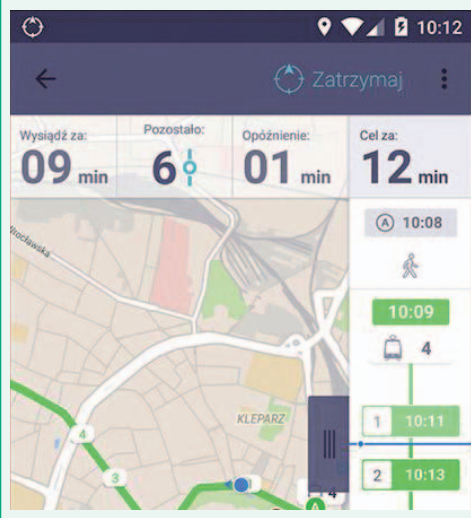 10:12
Zatrzymaj
Wysiądź za:
09 min
Pozostało:
6
Opóźnienie:
01 min
Cel za:
12 min
A 10:08
10:09
4
1 10:11
2 10:13
Wrocławska
KLEPARZ
4
3
4
A